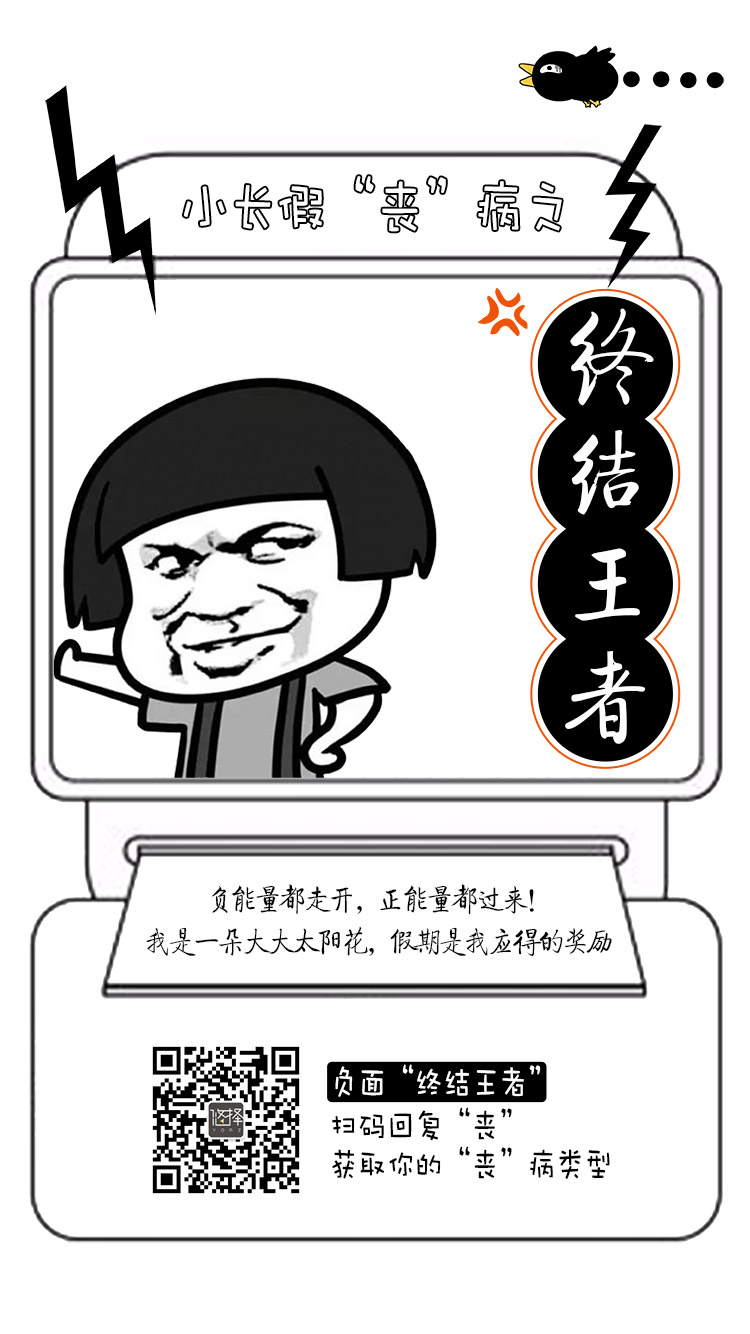 小长假“丧”病之
终结王者
负能量都走开，正能量都过来！
我是一朵大大太阳花，假期是我应得的奖励
悠择
YOEZ
负面“终结王者”
扫码回复“丧”
获取你的“丧”病类型